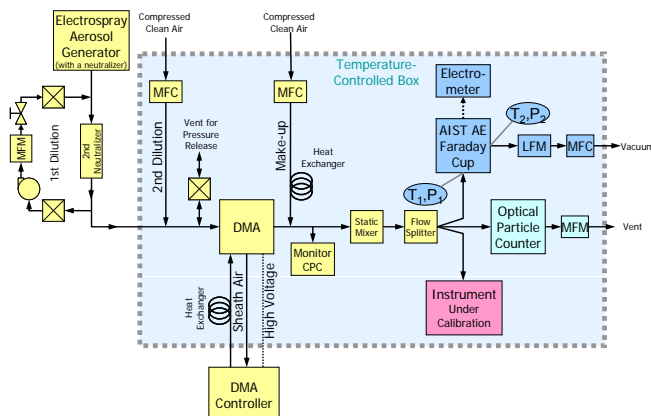 Electrospray
Aerosol
Generator
(with a neutralizer)
Compressed
Clean Air
Compressed
Clean Air
Temperature-
Controlled Box
MFC
MFC
Electro-
meter
T2,P2
AIST AE
Faraday
Cup
LFM
MFC
Vacuum
MFM
1st Dilution
2nd
Neutralizer
2nd Dilution
Vent for
Pressure
Release
Make-up
Heat
Exchanger
T1,P1
DMA
Static
Mixer
Flow
Splitter
Optical
Particle
Counter
MFM
Vent
Monitor
CPC
Heat
Exchanger
Sheath Air
High Voltage
Instrument
Under
Calibration
DMA
Controller